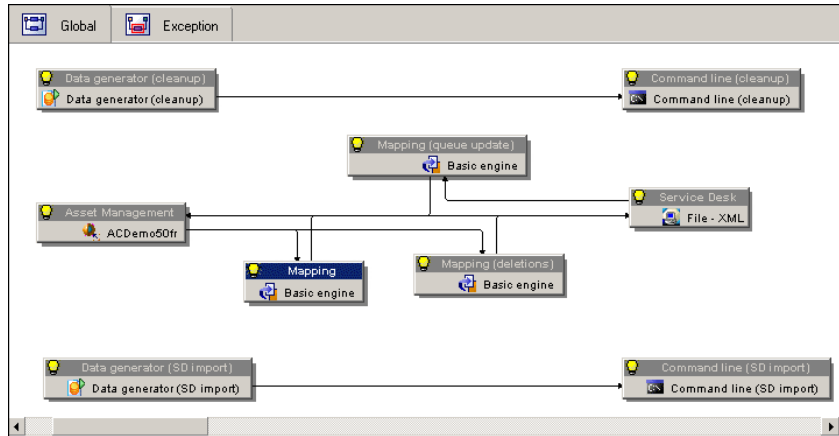 Global Exception
Data generator (cleanup)
Data generator (cleanup)
Command line (cleanup)
Command line (cleanup)
Mapping (queue update)
Basic engine
Asset Management
ACDemo50fr
Service Desk
File - XML
Mapping
Basic engine
Mapping (deletions)
Basic engine
Data generator (SD import)
Data generator (SD import)
Command line (SD import)
Command line (SD import)